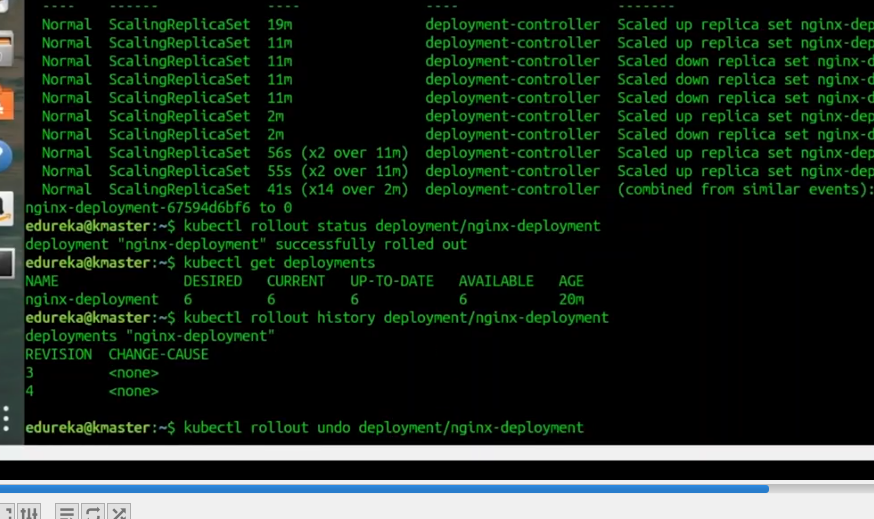 ---- ------ ---- ---- -------
Normal ScalingReplicaSet 19m deployment-controller Scaled up replica set nginx-dep
Normal ScalingReplicaSet 11m deployment-controller Scaled up replica set nginx-dep
Normal ScalingReplicaSet 11m deployment-controller Scaled down replica set nginx-d
Normal ScalingReplicaSet 11m deployment-controller Scaled down replica set nginx-d
Normal ScalingReplicaSet 11m deployment-controller Scaled down replica set nginx-d
Normal ScalingReplicaSet 2m deployment-controller Scaled up replica set nginx-dep
Normal ScalingReplicaSet 2m deployment-controller Scaled down replica set nginx-d
Normal ScalingReplicaSet 56s (x2 over 11m) deployment-controller Scaled up replica set nginx-dep
Normal ScalingReplicaSet 55s (x2 over 11m) deployment-controller Scaled up replica set nginx-dep
Normal ScalingReplicaSet 41s (x14 over 2m) deployment-controller (combined from similar events):
nginx-deployment-67594d6bf6 to 0
edureka@kmaster:~$ kubectl rollout status deployment/nginx-deployment
deployment "nginx-deployment" successfully rolled out
edureka@kmaster:~$ kubectl get deployments
NAME DESIRED CURRENT UP-TO-DATE AVAILABLE AGE
nginx-deployment 6 6 6 6 20m
edureka@kmaster:~$ kubectl rollout history deployment/nginx-deployment
deployments "nginx-deployment"
REVISION CHANGE-CAUSE
3 <none>
4 <none>
edureka@kmaster:~$ kubectl rollout undo deployment/nginx-deployment